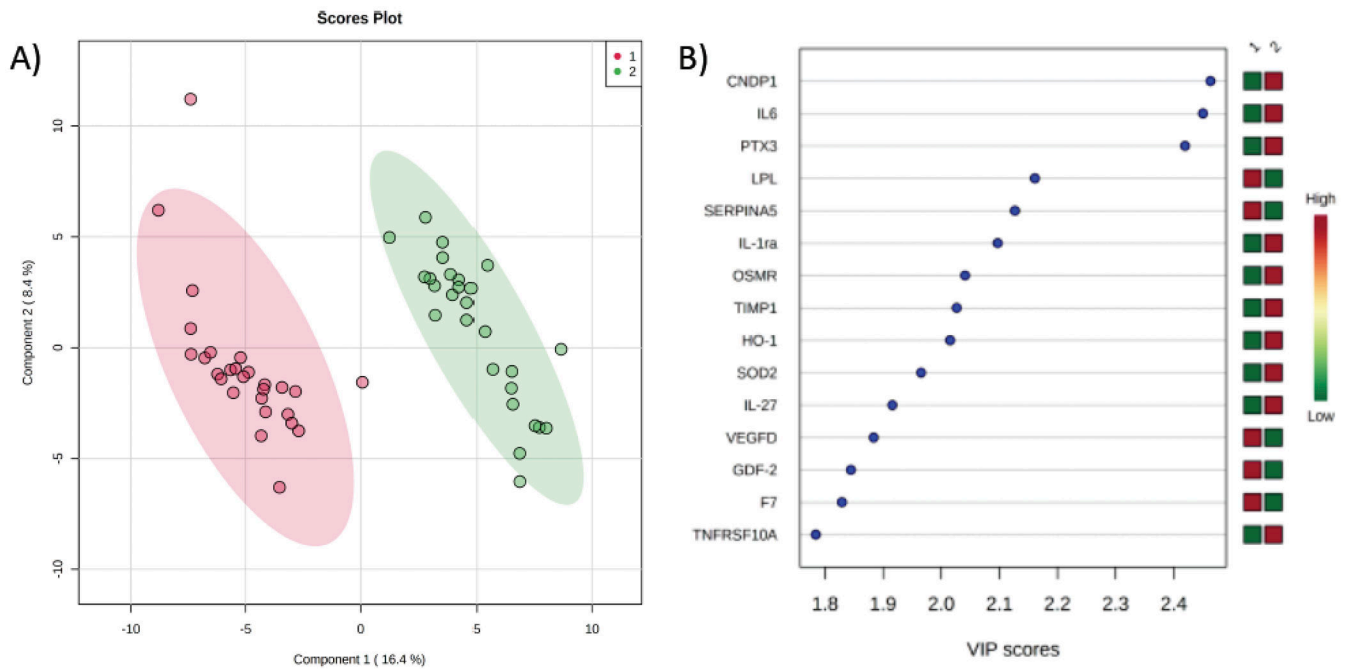 A)
Scores Plot
1
2
10
5
0
-5
-10
Component 2 ( 8.4 %)
-10
-5
0
5
10
Component 1 ( 16.4 %)
B)
1 2
CNDP1
IL6
PTX3
LPL
SERPINA5
IL-1ra
OSMR
TIMP1
HO-1
SOD2
IL-27
VEGFD
GDF-2
F7
TNFRSF10A
High
Low
1.8 1.9 2.0 2.1 2.2 2.3 2.4
VIP scores